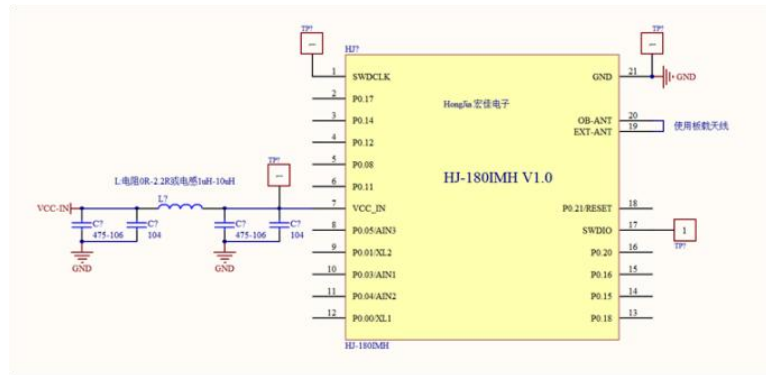 TP?
1
HJ?
TP?
1
1 SWDCLK
GND 21
GND
2 P0.17
HongJia 宏佳电子
3 P0.14
OB-ANT 20
EXT-ANT 19
使用板载天线
4 P0.12
5 P0.08
TP?
1
L:电阻0R-2.2R或电感1uH-10uH
6 P0.11
HJ-180IMH V1.0
L?
VCC-IN
7 VCC_IN
P0.21/RESET 18
C?
475-106
C?
104
C?
475-106
C?
104
8 P0.05/AIN3
SWDIO 17
1
TP?
9 P0.01/XL2
P0.20 16
GND
GND
10 P0.03/AIN1
P0.16 15
11 P0.04/AIN2
P0.15 14
12 P0.00/XL1
P0.18 13
HJ-180IMH